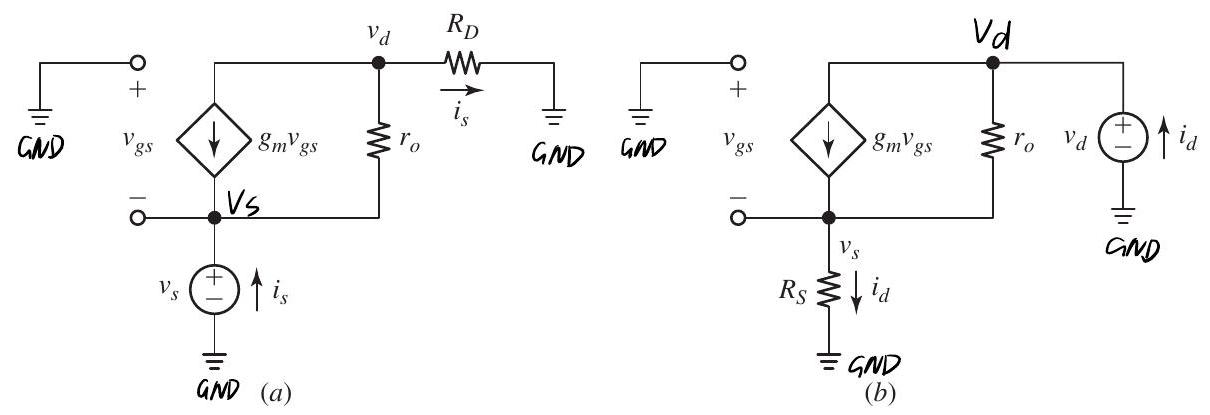 v_d R_D
i_s
GND
+
v_gs
−
g_m v_gs
r_o
GND
Vs
v_s
+
−
i_s
GND (a)
Vd
GND
+
v_gs
−
g_m v_gs
r_o
v_d
+
−
i_d
GND
v_s
R_S
i_d
GND
(b)